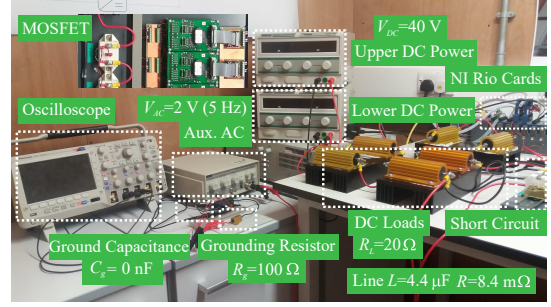 MOSFET
V_DC=40 V
Upper DC Power
NI Rio Cards
Oscilloscope
V_AC=2 V (5 Hz)
Aux. AC
Lower DC Power
DC Loads
R_L=20 Ω
Short Circuit
Ground Capacitance
C_g= 0 nF
Grounding Resistor
R_g=100 Ω
Line L=4.4 μF R=8.4 mΩ